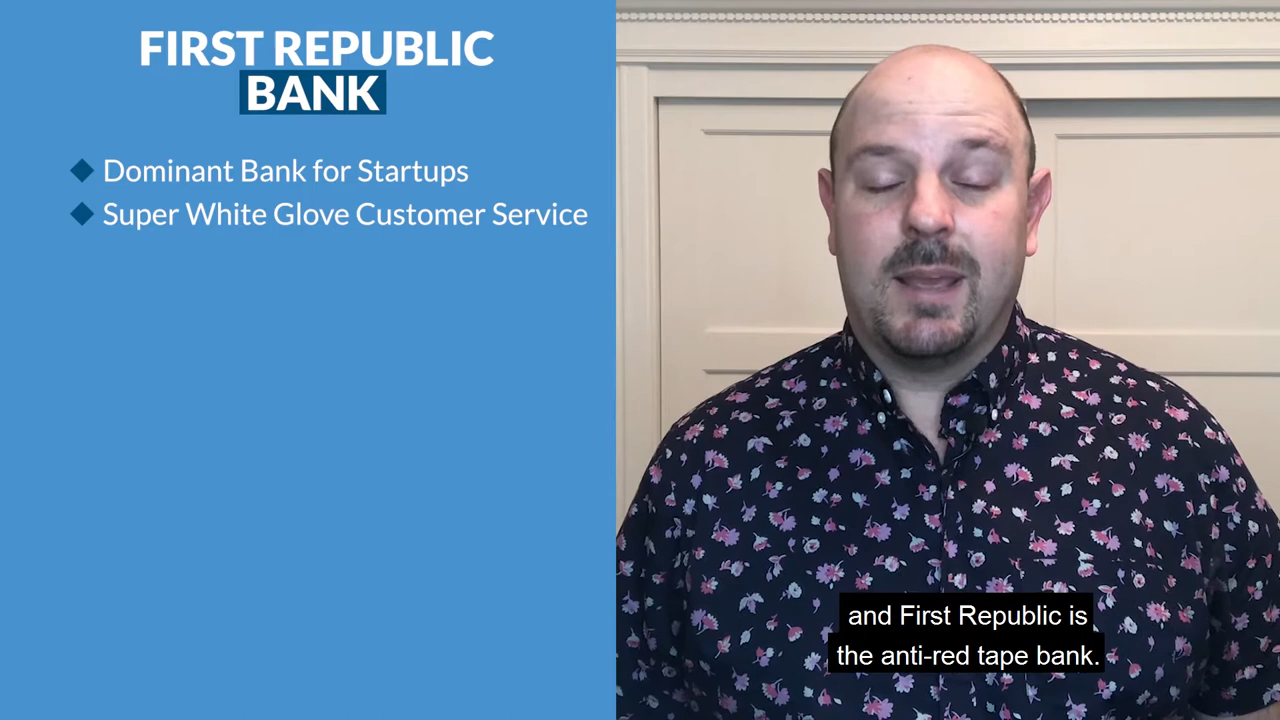 FIRST REPUBLIC
BANK
Dominant Bank for Startups
Super White Glove Customer Service
and First Republic is
the anti-red tape bank.